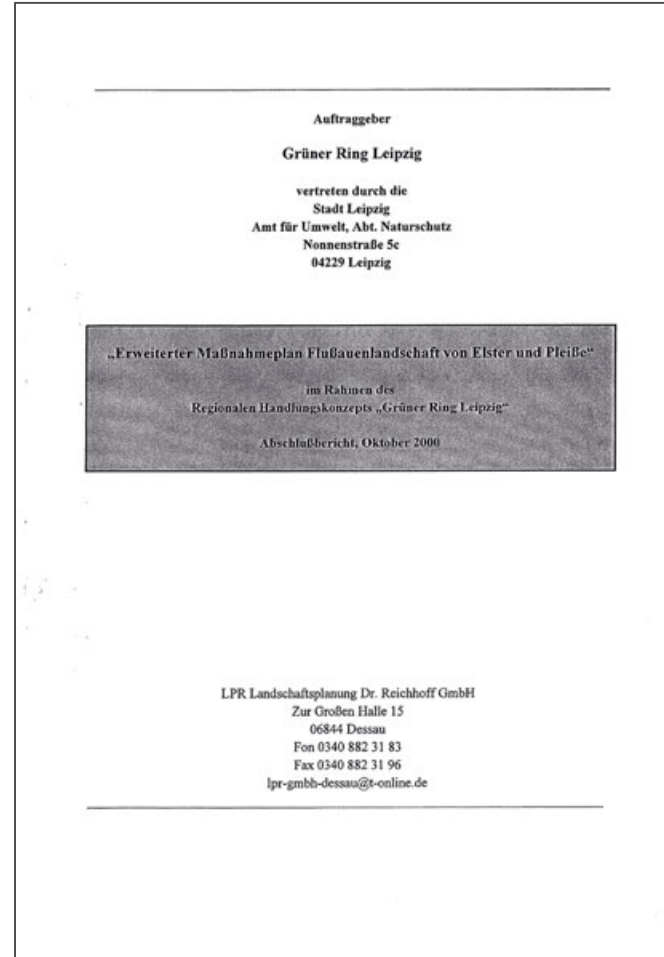 Auftraggeber
Grüner Ring Leipzig
vertreten durch die
Stadt Leipzig
Amt für Umwelt, Abt. Naturschutz
Nonnenstraße 5c
04229 Leipzig
„Erweiterter Maßnahmeplan Flußauenlandschaft von Elster und Pleiße“
im Rahmen des
Regionalen Handlungskonzepts „Grüner Ring Leipzig“
Abschlußbericht, Oktober 2000
LPR Landschaftsplanung Dr. Reichhoff GmbH
Zur Großen Halle 15
06844 Dessau
Fon 0340 882 31 83
Fax 0340 882 31 96
lpr-gmbh-dessau@t-online.de